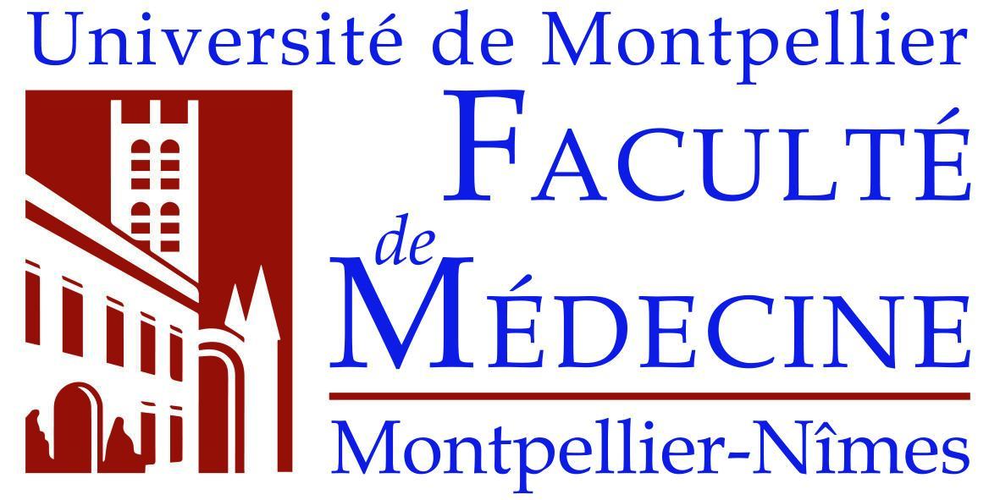 Université de Montpellier
FACULTÉ
de
MÉDECINE
Montpellier-Nîmes